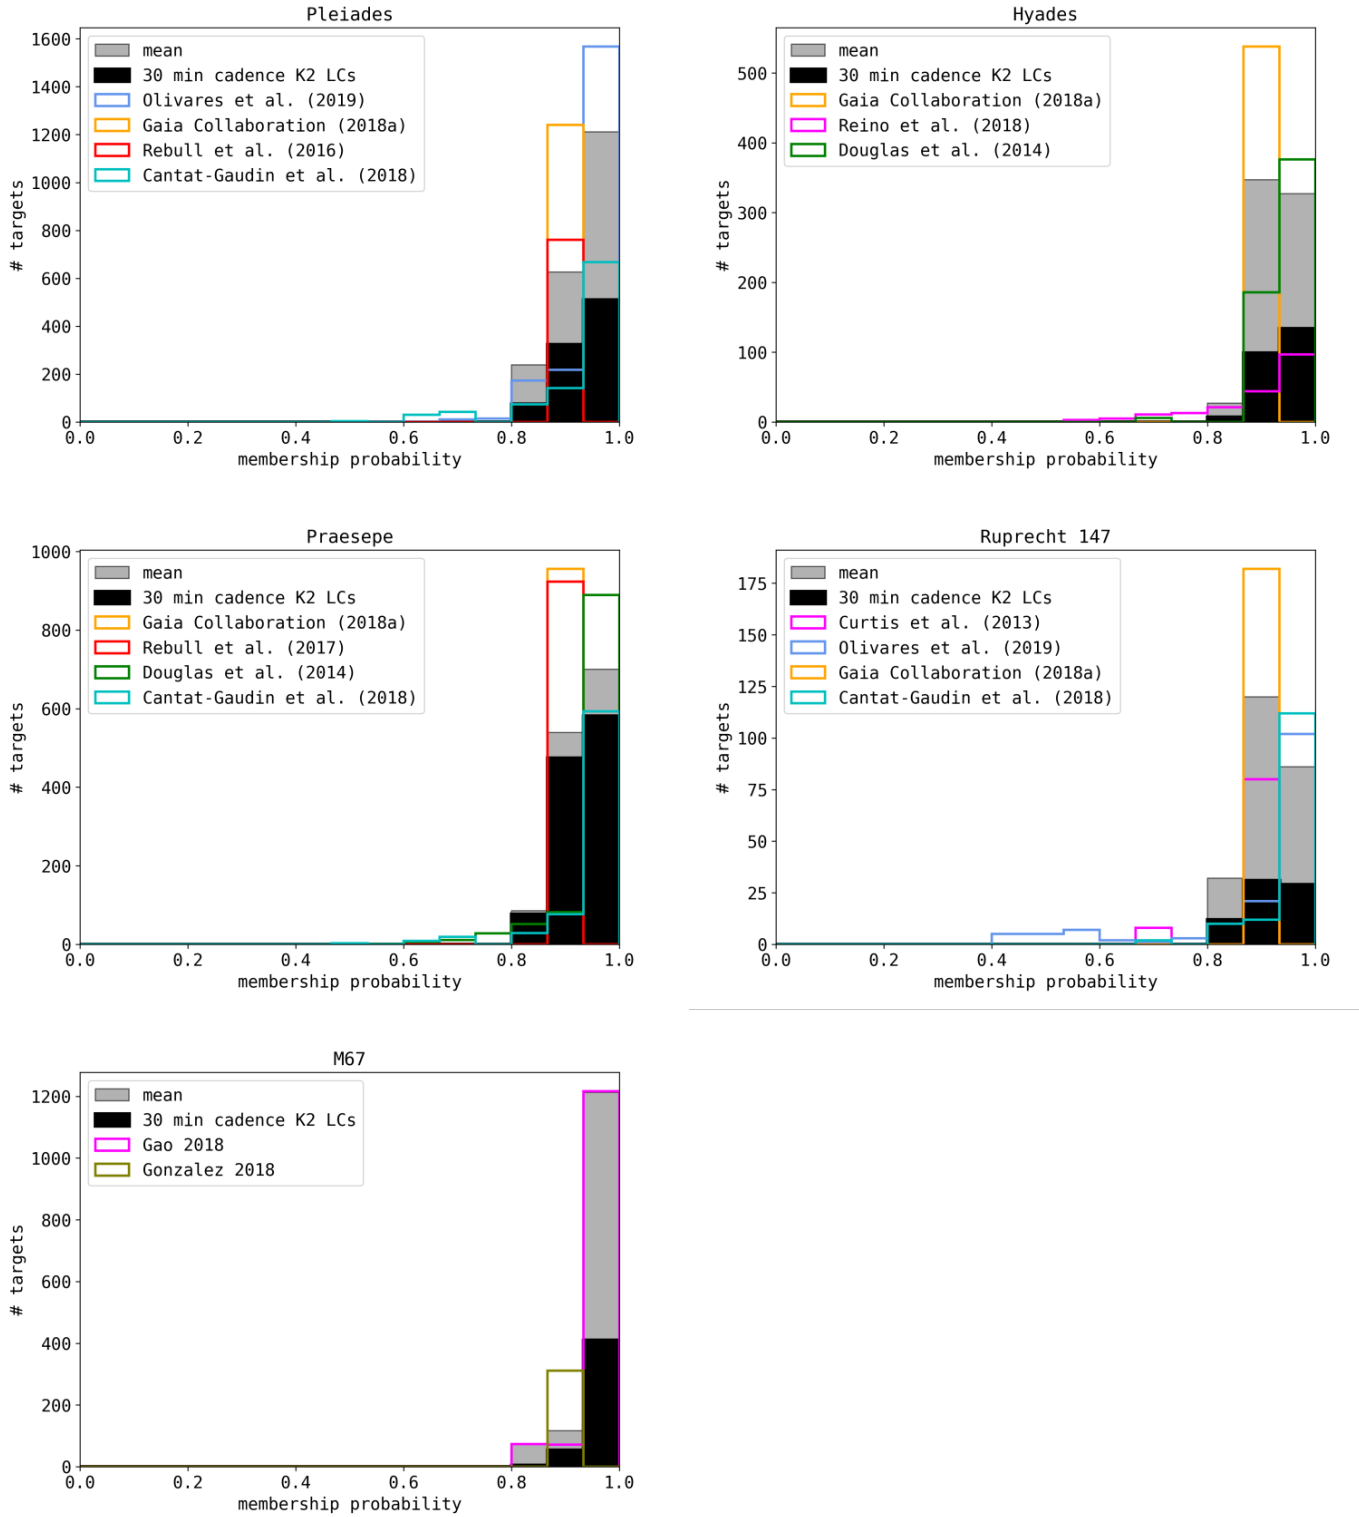 Pleiades
mean
30 min cadence K2 LCs
Olivares et al. (2019)
Gaia Collaboration (2018a)
Rebull et al. (2016)
Cantat-Gaudin et al. (2018)
# targets
1600
1400
1200
1000
800
600
400
200
0
0.0 0.2 0.4 0.6 0.8 1.0
membership probability
Hyades
mean
30 min cadence K2 LCs
Gaia Collaboration (2018a)
Reino et al. (2018)
Douglas et al. (2014)
# targets
500
400
300
200
100
0
0.0 0.2 0.4 0.6 0.8 1.0
membership probability
Praesepe
mean
30 min cadence K2 LCs
Gaia Collaboration (2018a)
Rebull et al. (2017)
Douglas et al. (2014)
Cantat-Gaudin et al. (2018)
# targets
1000
800
600
400
200
0
0.0 0.2 0.4 0.6 0.8 1.0
membership probability
Ruprecht 147
mean
30 min cadence K2 LCs
Curtis et al. (2013)
Olivares et al. (2019)
Gaia Collaboration (2018a)
Cantat-Gaudin et al. (2018)
# targets
175
150
125
100
75
50
25
0
0.0 0.2 0.4 0.6 0.8 1.0
membership probability
M67
mean
30 min cadence K2 LCs
Gao 2018
Gonzalez 2018
# targets
1200
1000
800
600
400
200
0
0.0 0.2 0.4 0.6 0.8 1.0
membership probability